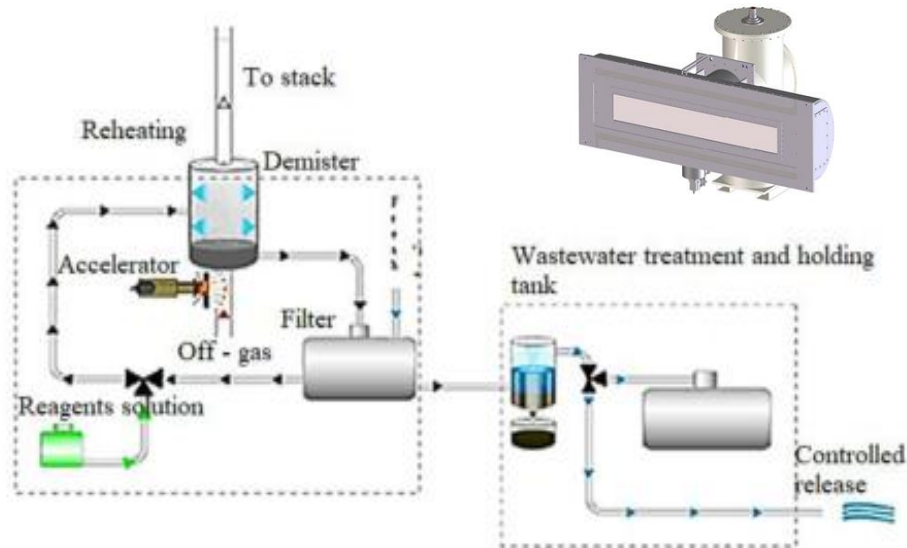 To stack
Reheating
Demister
Accelerator
Filter
Off - gas
Reagents solution
Wastewater treatment and holding
tank
Controlled
release